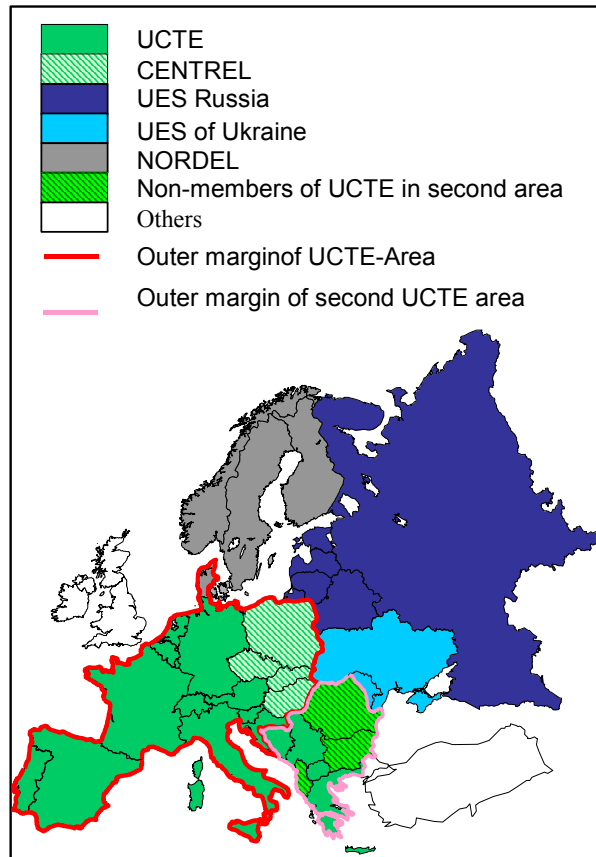 UCTE
CENTREL
UES Russia
UES of Ukraine
NORDEL
Non-members of UCTE in second area
Others
Outer marginof UCTE-Area
Outer margin of second UCTE area